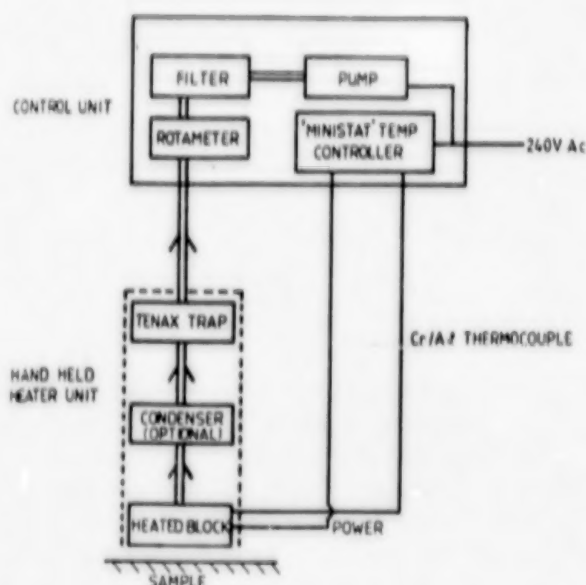 FILTER
PUMP
CONTROL UNIT
ROTAMETER
'MINISTAT' TEMP
CONTROLLER
240V Ac
TENAX TRAP
Cr/Aℓ THERMOCOUPLE
HAND HELD
HEATER UNIT
CONDENSER
(OPTIONAL)
HEATED BLOCK
POWER
SAMPLE